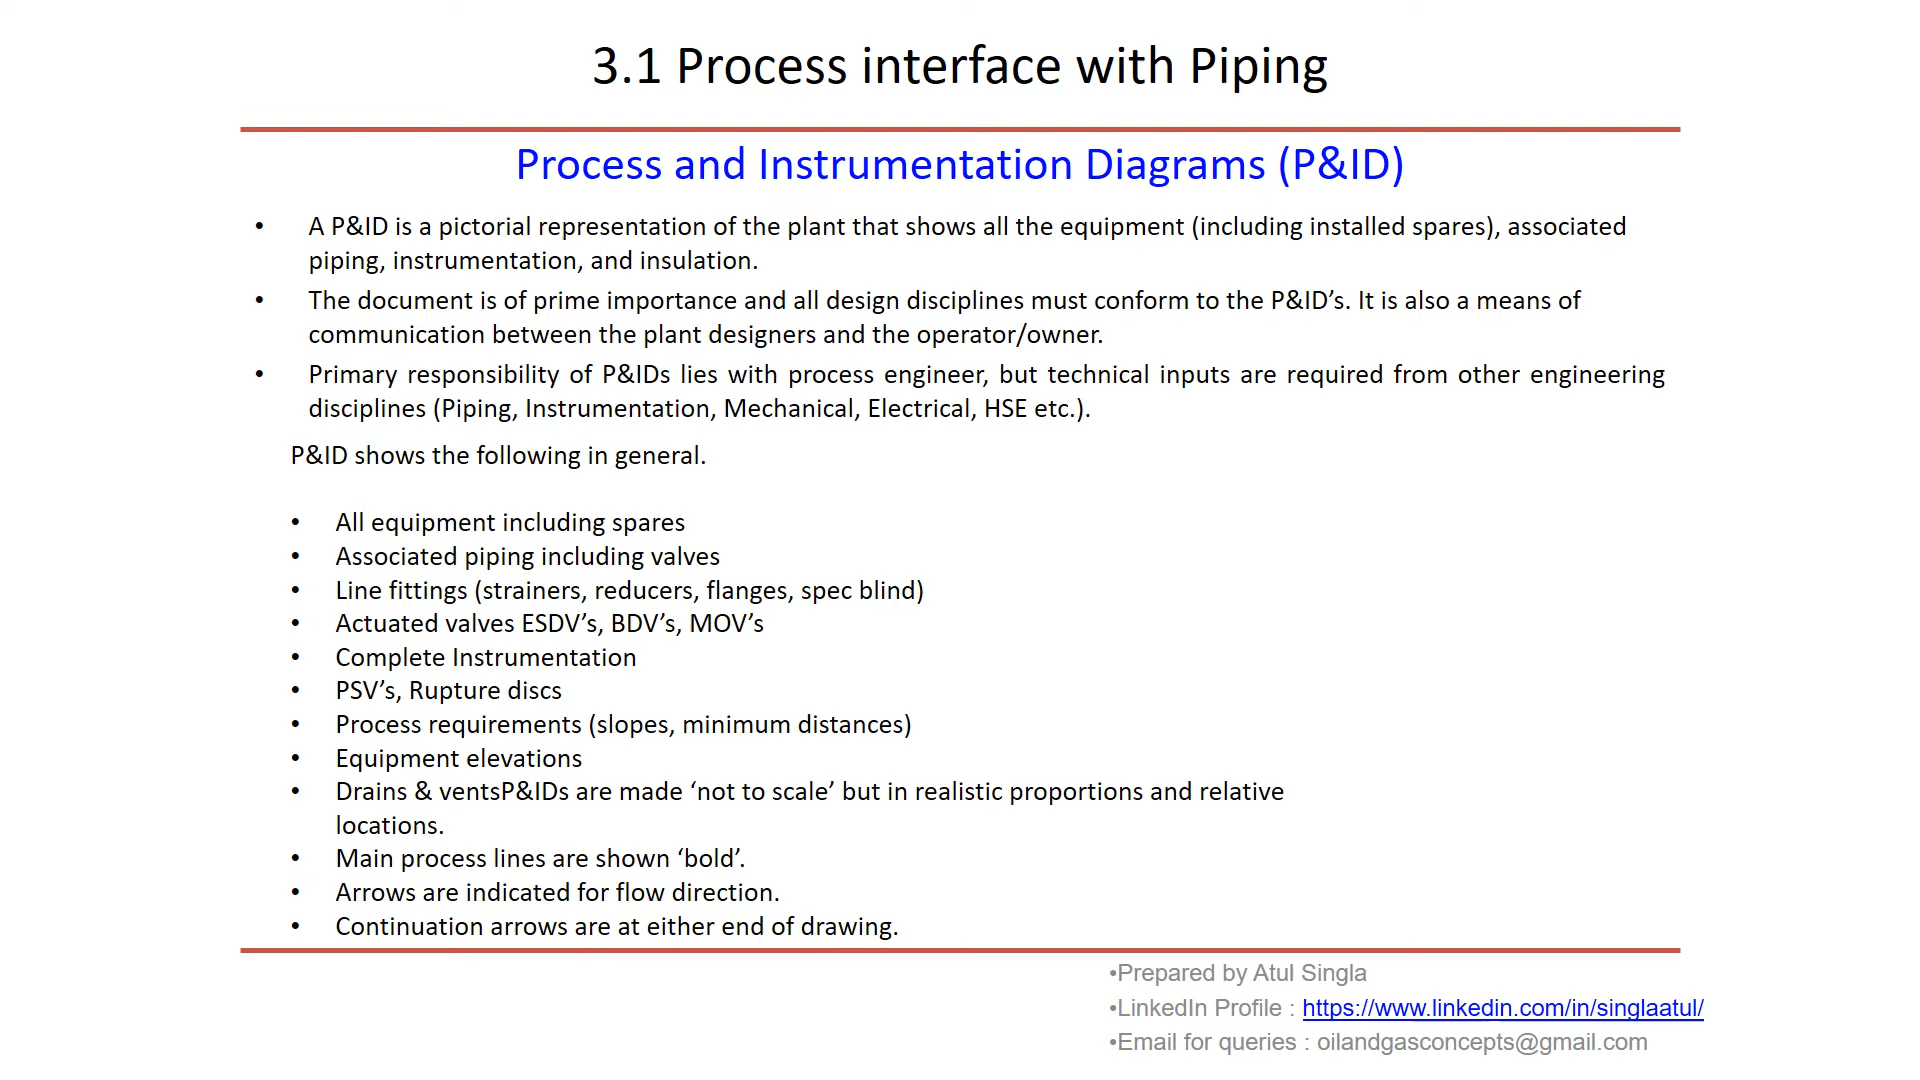 3.1 Process interface with Piping
Process and Instrumentation Diagrams (P&ID)
• A P&ID is a pictorial representation of the plant that shows all the equipment (including installed spares), associated
piping, instrumentation, and insulation.
• The document is of prime importance and all design disciplines must conform to the P&ID’s. It is also a means of
communication between the plant designers and the operator/owner.
• Primary responsibility of P&IDs lies with process engineer, but technical inputs are required from other engineering
disciplines (Piping, Instrumentation, Mechanical, Electrical, HSE etc.).
P&ID shows the following in general.
• All equipment including spares
• Associated piping including valves
• Line fittings (strainers, reducers, flanges, spec blind)
• Actuated valves ESDV’s, BDV’s, MOV’s
• Complete Instrumentation
• PSV’s, Rupture discs
• Process requirements (slopes, minimum distances)
• Equipment elevations
• Drains & ventsP&IDs are made ‘not to scale’ but in realistic proportions and relative
locations.
• Main process lines are shown ‘bold’.
• Arrows are indicated for flow direction.
• Continuation arrows are at either end of drawing.
•Prepared by Atul Singla
•LinkedIn Profile : https://www.linkedin.com/in/singlaatul/
•Email for queries : oilandgasconcepts@gmail.com